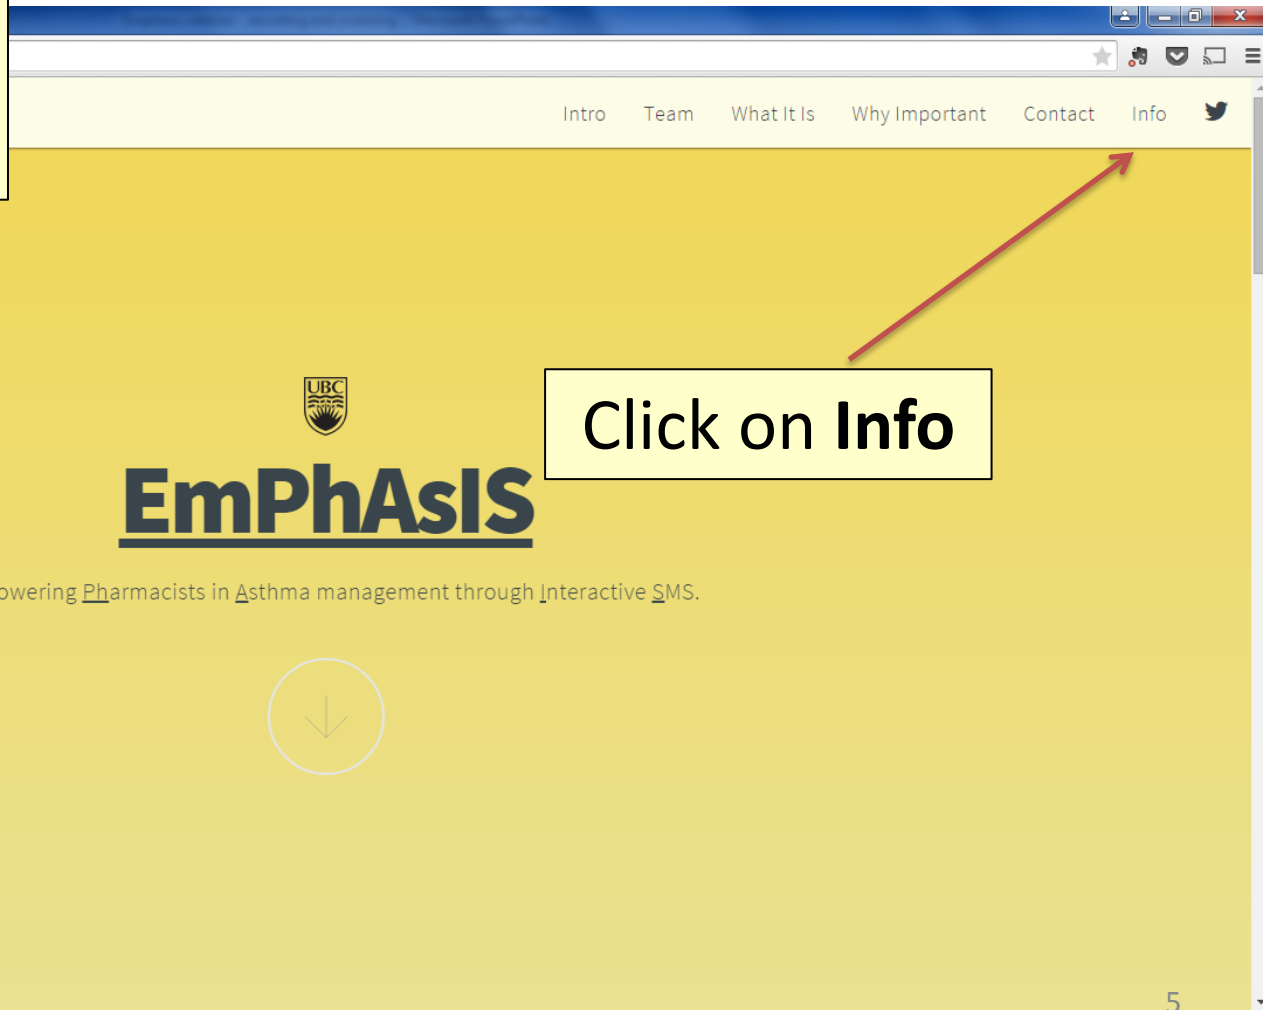 Intro Team What It Is Why Important Contact Info
Click on Info
UBC
EmPhAsIS
owering Pharmacists in Asthma management through Interactive SMS.
5